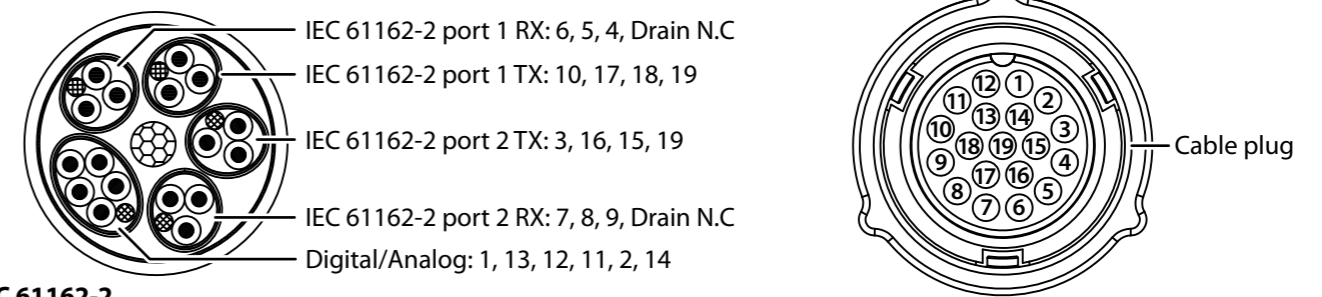 IEC 61162-2 port 1 RX: 6, 5, 4, Drain N.C
IEC 61162-2 port 1 TX: 10, 17, 18, 19
IEC 61162-2 port 2 TX: 3, 16, 15, 19
IEC 61162-2 port 2 RX: 7, 8, 9, Drain N.C
Digital/Analog: 1, 13, 12, 11, 2, 14
12 1
11 2
13 14
10 3
18 19 15
9 4
17 16
8 5
7 6
Cable plug
C 61162-2